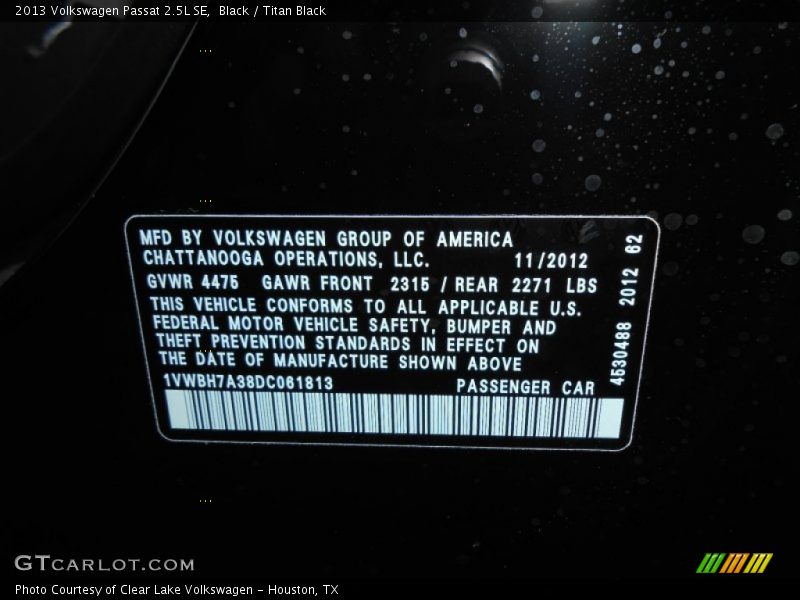 2013 Volkswagen Passat 2.5L SE, Black / Titan Black
MFD BY VOLKSWAGEN GROUP OF AMERICA
CHATTANOOGA OPERATIONS, LLC. 11/2012
GVWR 4475 GAWR FRONT 2315 / REAR 2271 LBS
THIS VEHICLE CONFORMS TO ALL APPLICABLE U.S.
FEDERAL MOTOR VEHICLE SAFETY, BUMPER AND
THEFT PREVENTION STANDARDS IN EFFECT ON
THE DATE OF MANUFACTURE SHOWN ABOVE
1VWBH7A38DC061813 PASSENGER CAR
4530488 2012 62
GTCARLOT.COM
Photo Courtesy of Clear Lake Volkswagen - Houston, TX